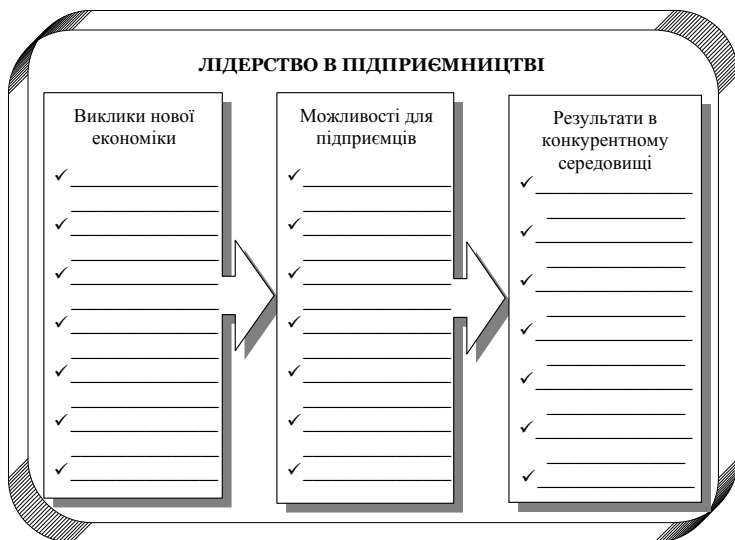 ЛІДЕРСТВО В ПІДПРИЄМНИЦТВІ
Виклики нової
економіки
Можливості для
підприємців
Результати в
конкурентному
середовищі